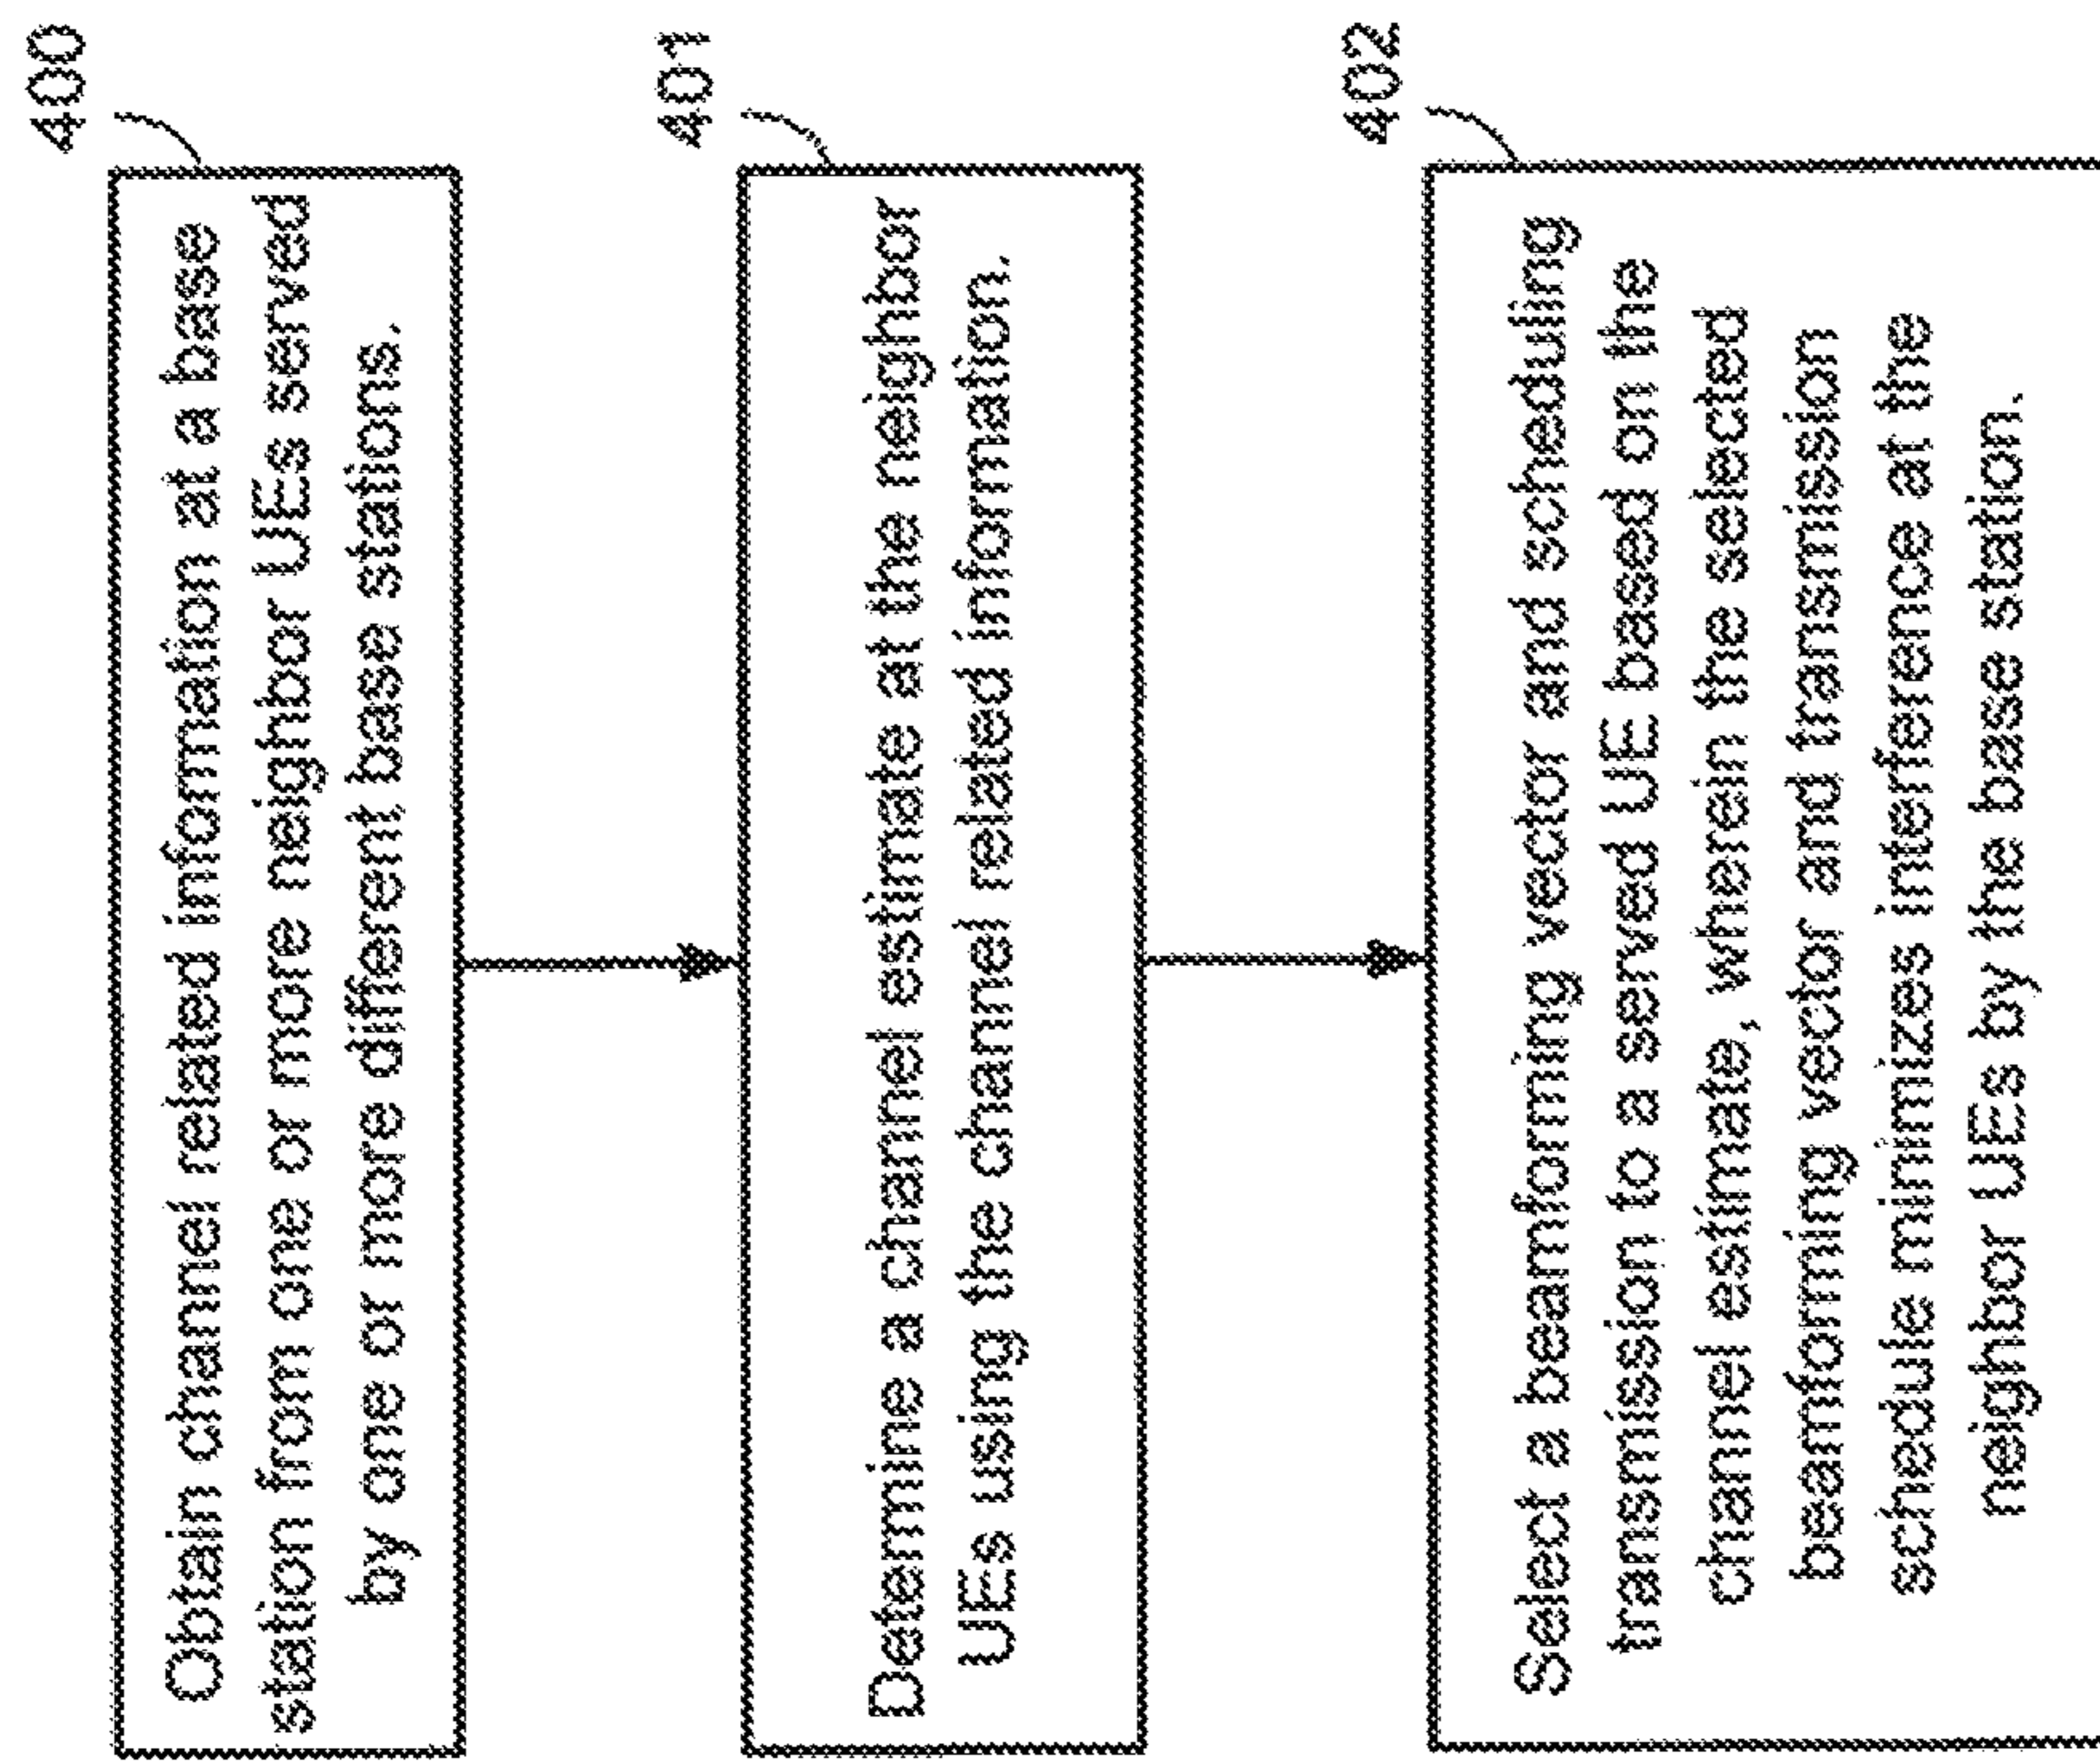 400
Obtain channel related information at a base
station from one or more neighbor UEs served
by one or more different base stations.
401
Determine a channel estimate at the neighbor
UEs using the channel related information.
402
Select a beamforming vector and scheduling
transmission to a served UE based on the
channel estimate, wherein the selected
beamforming vector and transmission
schedule minimizes interference at the
neighbor UEs by the base station.